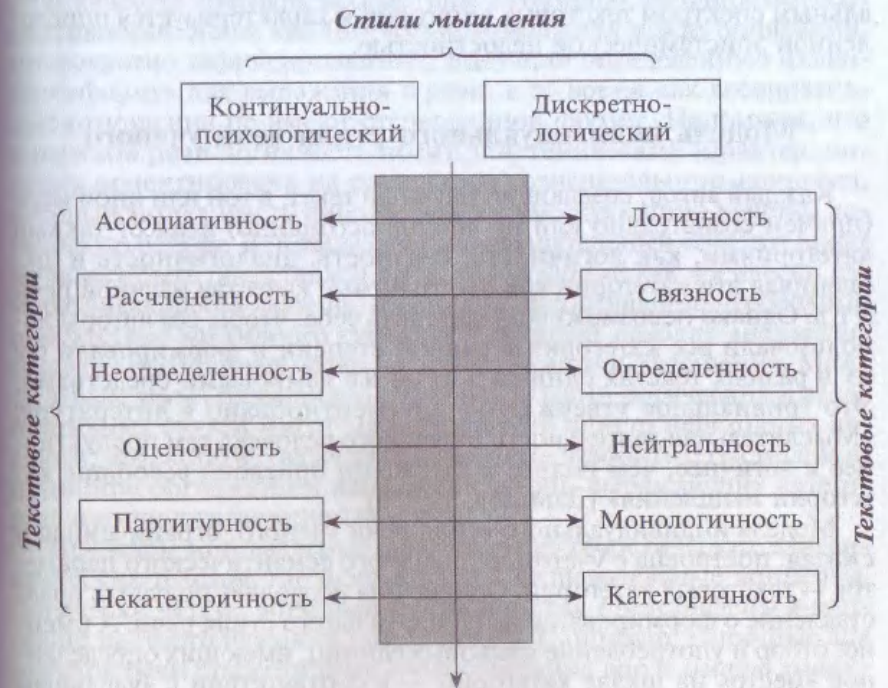 Стили мышления
Континуально-
психологический
Дискретно-
логический
Текстовые категории
Ассоциативность
Логичность
Расчлененность
Связность
Неопределенность
Определенность
Оценочность
Нейтральность
Партитурность
Монологичность
Некатегоричность
Категоричность
Текстовые категории